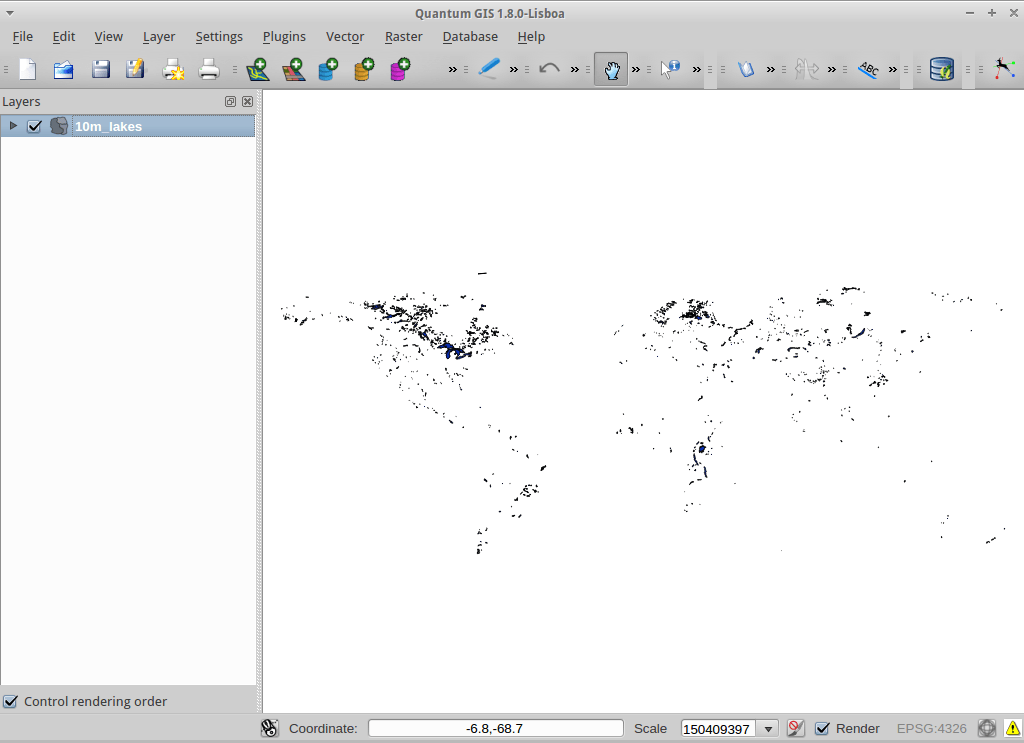 Quantum GIS 1.8.0-Lisboa
File Edit View Layer Settings Plugins Vector Raster Database Help
ABC
Layers
10m_lakes
Control rendering order
Coordinate: -6.8,-68.7 Scale 150409397 Render EPSG:4326